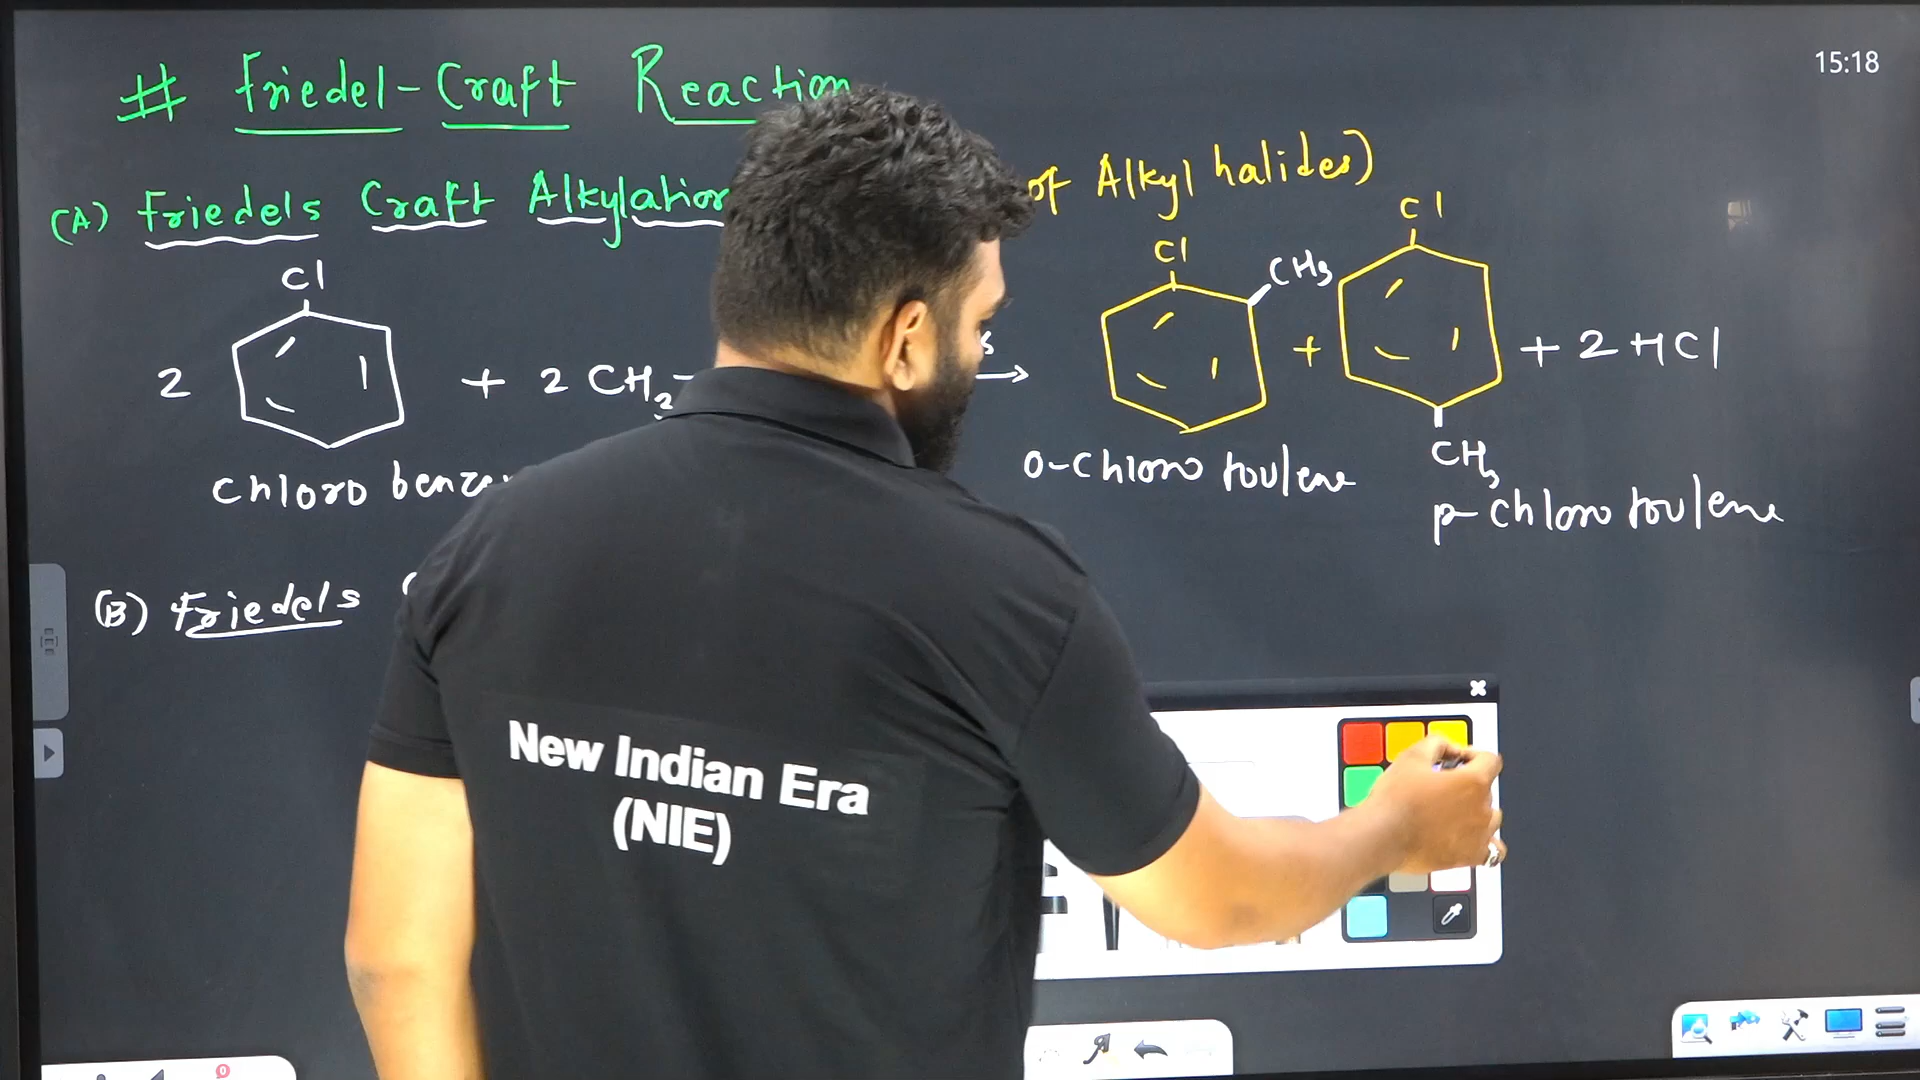 15:18
# Friedel-Craft Reaction
(A) Friedels Craft Alkylation of Alkyl halides)
Cl Cl Cl
CH3
2 + 2 CH3- → + + 2 HCl
chloro o-chloro toulene CH3
p-chloro toulene
(B) Friedels
New Indian Era
(NIE)